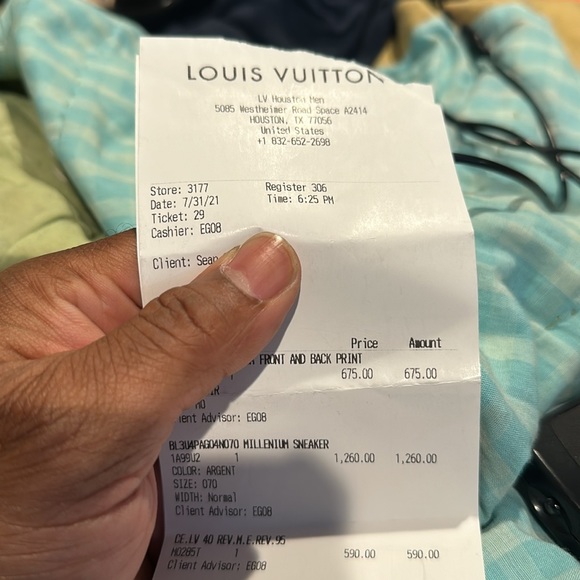 LOUIS VUITTON
LV Houston Men
5085 Westheimer Road Space A2414
HOUSTON, TX 77056
United States
+1 832-652-2698
Store: 3177 Register 306
Date: 7/31/21 Time: 6:25 PM
Ticket: 29
Cashier: EG08
Client: Sean
Price Amount
FRONT AND BACK PRINT
675.00 675.00
Advisor: EG08
MILLENIUM SNEAKER
1A99U2 1 1,260.00 1,260.00
COLOR: ARGENT
SIZE: 070
WIDTH: Normal
Client Advisor: EG08
CE.LV 40 REV.M.E.REV.95
M0285T 1 590.00 590.00
Client Advisor: EG08